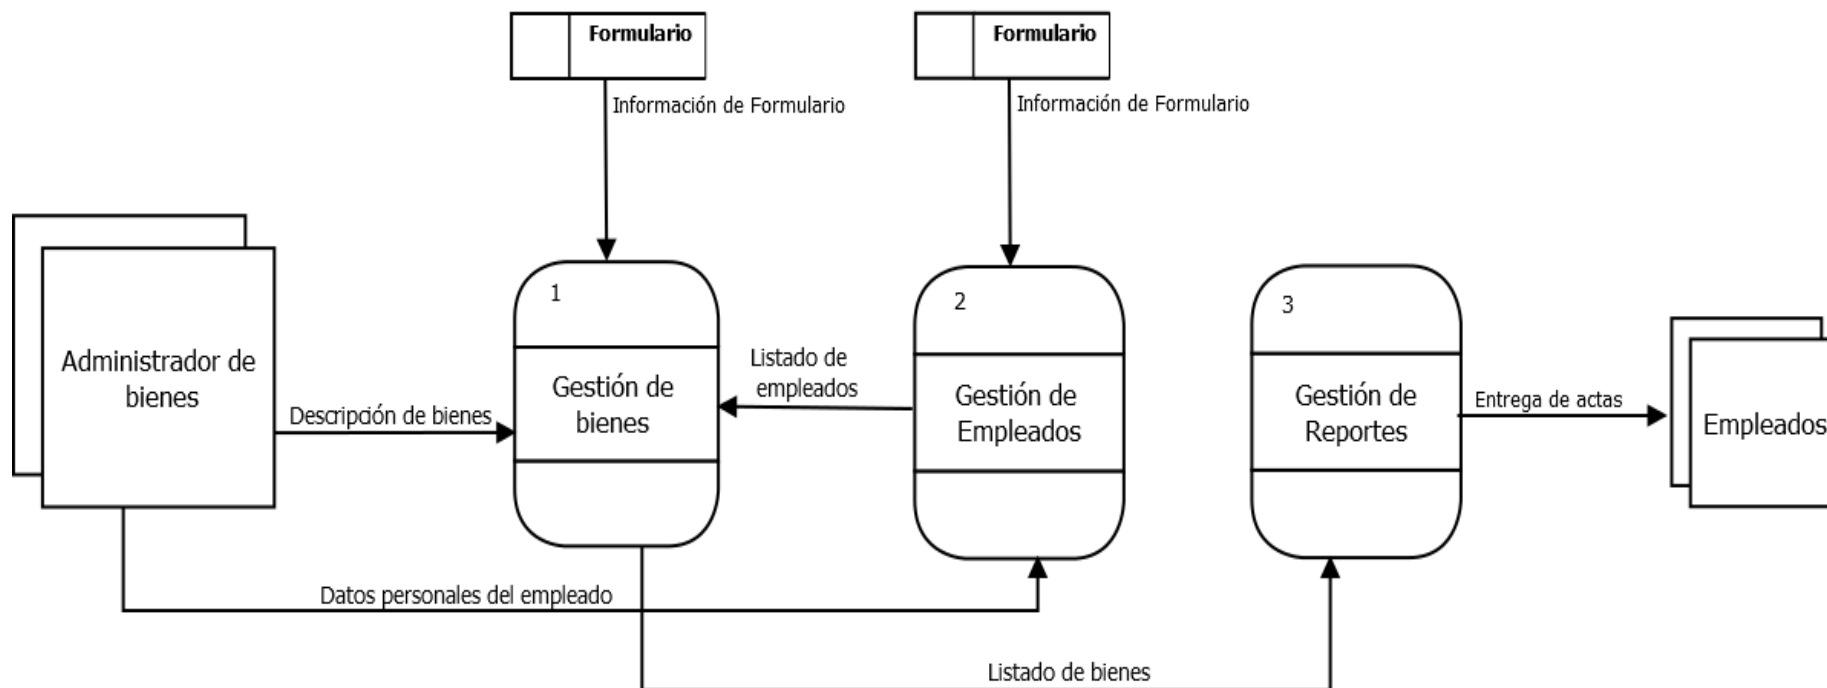 Formulario
Formulario
Información de Formulario
Información de Formulario
1
2
3
Administrador de
bienes
Descripción de bienes
Gestión de
bienes
Listado de
empleados
Gestión de
Empleados
Gestión de
Reportes
Entrega de actas
Empleados
Datos personales del empleado
Listado de bienes